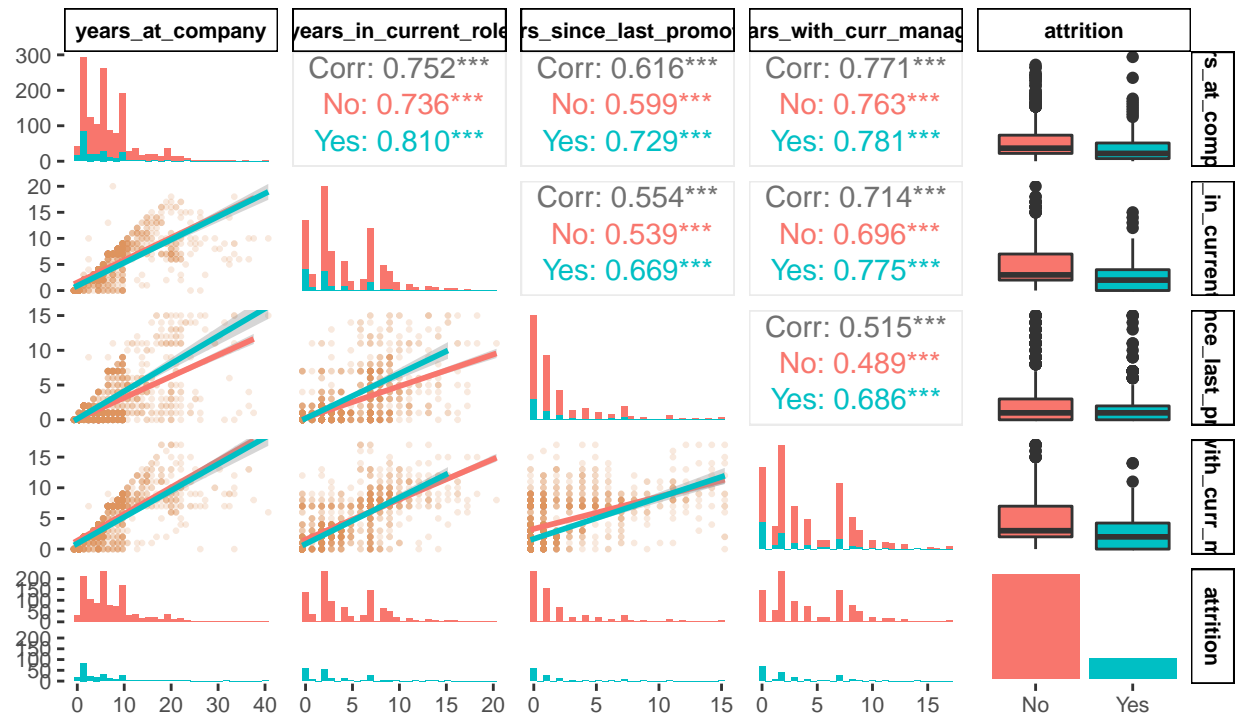 years_at_company years_in_current_role rs_since_last_promot ars_with_curr_manag attrition
300 Corr: 0.752*** Corr: 0.616*** Corr: 0.771***
200 No: 0.736*** No: 0.599*** No: 0.763***
100 Yes: 0.810*** Yes: 0.729*** Yes: 0.781***
0
rs_at_comp
20 Corr: 0.554*** Corr: 0.714***
15 No: 0.539*** No: 0.696***
10 Yes: 0.669*** Yes: 0.775***
5
0
_in_current
15 Corr: 0.515***
10 No: 0.489***
5 Yes: 0.686***
0
nce_last_pr
15
10
5
0
with_curr_m
200
150
100
50
0
200
150
100
50
0
attrition
0 10 20 30 40 0 5 10 15 20 0 5 10 15 0 5 10 15 No Yes